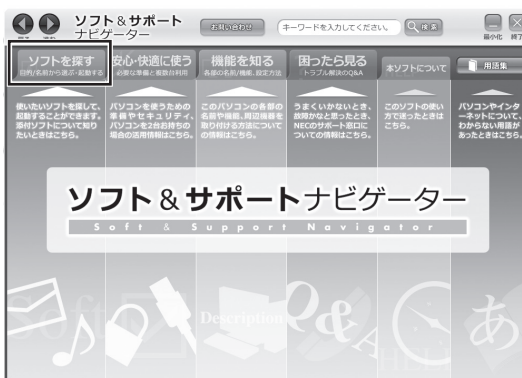 ソフト&サポート
ナビゲーター
お問い合わせ
キーワードを入力してください。
検索
最小化 終了
ソフトを探す
目的/名前から選ぶ・起動する
安心・快適に使う
必要な準備と複数台利用
機能を知る
各部の名前/機能、設定方法
困ったら見る
トラブル解決のQ&A
本ソフトについて
用語集
使いたいソフトを探して、
起動することができます。
添付ソフトについて知り
たいときはこちら。
パソコンを使うための
準備やセキュリティ、
パソコンを2台お持ちの
場合の活用情報はこちら。
このパソコンの各部の
名前や機能、周辺機器を
取り付ける方法について
の情報はこちら。
うまくいかないとき、
故障かなと思ったとき、
NECのサポート窓口に
ついての情報はこちら。
このソフトの使い
方で迷ったときは
こちら。
パソコンやインタ
ーネットについて、
わからない用語が
あったときはこちら。
ソフト&サポートナビゲーター
Soft & Support Navigator
Soft
Description
Q&A
HELP
あ